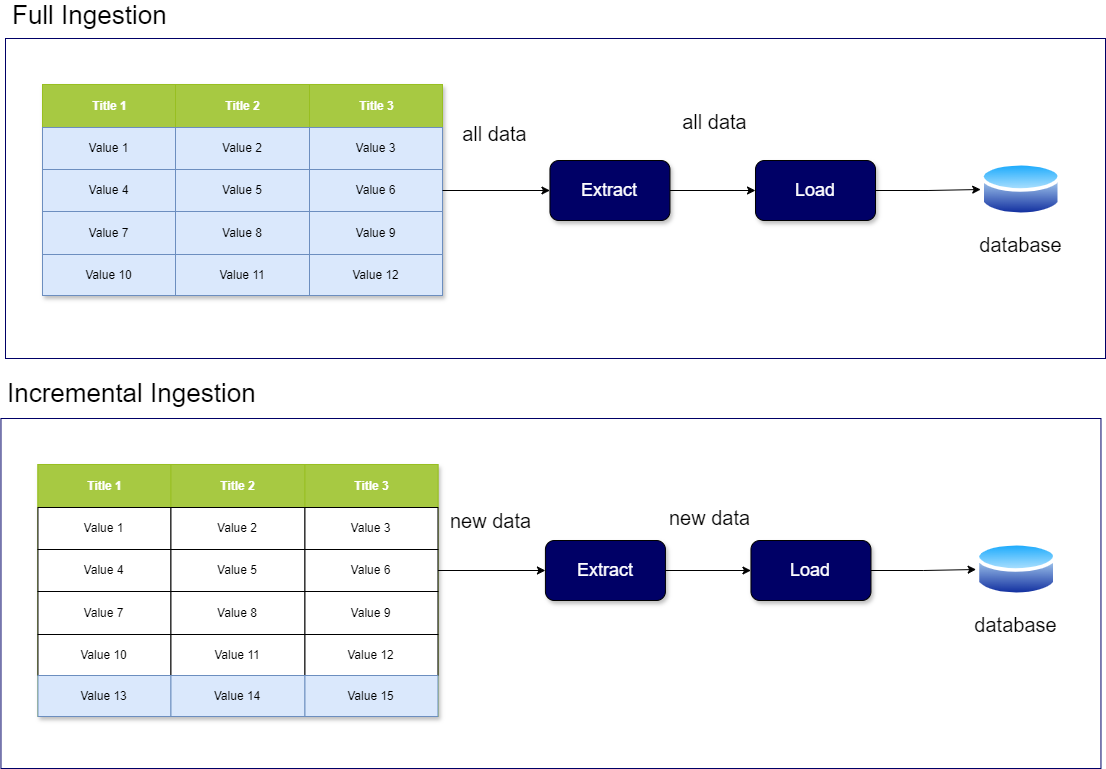 Full Ingestion
Title 1 Title 2 Title 3
Value 1 Value 2 Value 3
Value 4 Value 5 Value 6
Value 7 Value 8 Value 9
Value 10 Value 11 Value 12
all data
all data
Extract
Load
database
Incremental Ingestion
Title 1 Title 2 Title 3
Value 1 Value 2 Value 3
Value 4 Value 5 Value 6
Value 7 Value 8 Value 9
Value 10 Value 11 Value 12
Value 13 Value 14 Value 15
new data
new data
Extract
Load
database